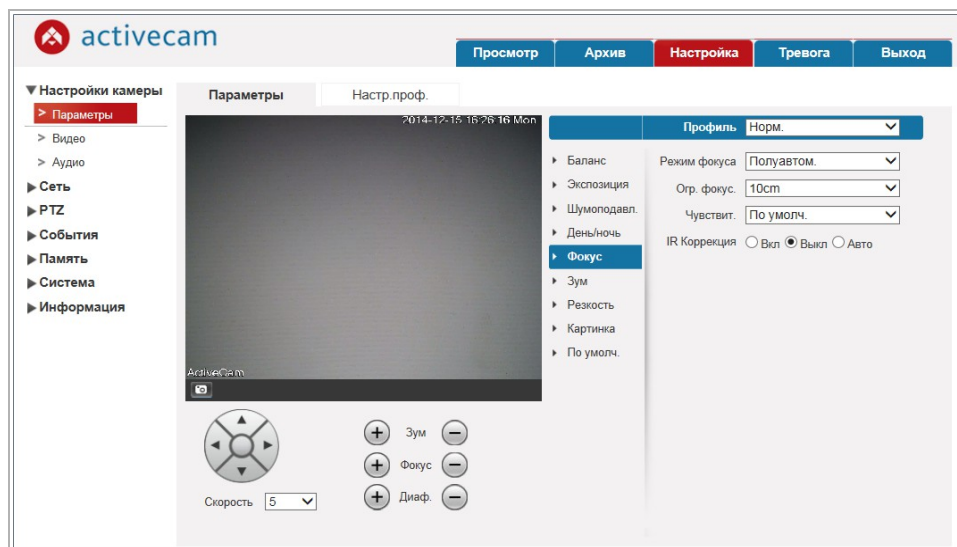 activecam
Просмотр
Архив
Настройка
Тревога
Выход
Настройки камеры
> Параметры
> Видео
> Аудио
Сеть
PTZ
События
Память
Система
Информация
Параметры
Настр.проф.
2014-12-15 16:26:16 Mon
ActiveCam
Профиль Норм.
Баланс
Экспозиция
Шумоподавл.
День/ночь
Фокус
Зум
Резкость
Картинка
По умолч.
Режим фокуса Полуавтом.
Огр. фокус. 10cm
Чувствит. По умолч.
IR Коррекция Вкл Выкл Авто
Скорость 5
+ Зум −
+ Фокус −
+ Диаф. −